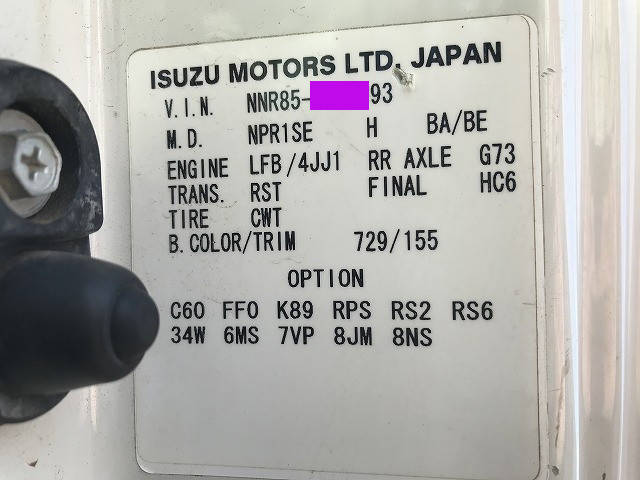 ISUZU MOTORS LTD. JAPAN
V.I.N. NNR85- 93
M.D. NPR1SE H BA/BE
ENGINE LFB/4JJ1 RR AXLE G73
TRANS. RST FINAL HC6
TIRE CWT
B.COLOR/TRIM 729/155
OPTION
C60 FF0 K89 RPS RS2 RS6
34W 6MS 7VP 8JM 8NS